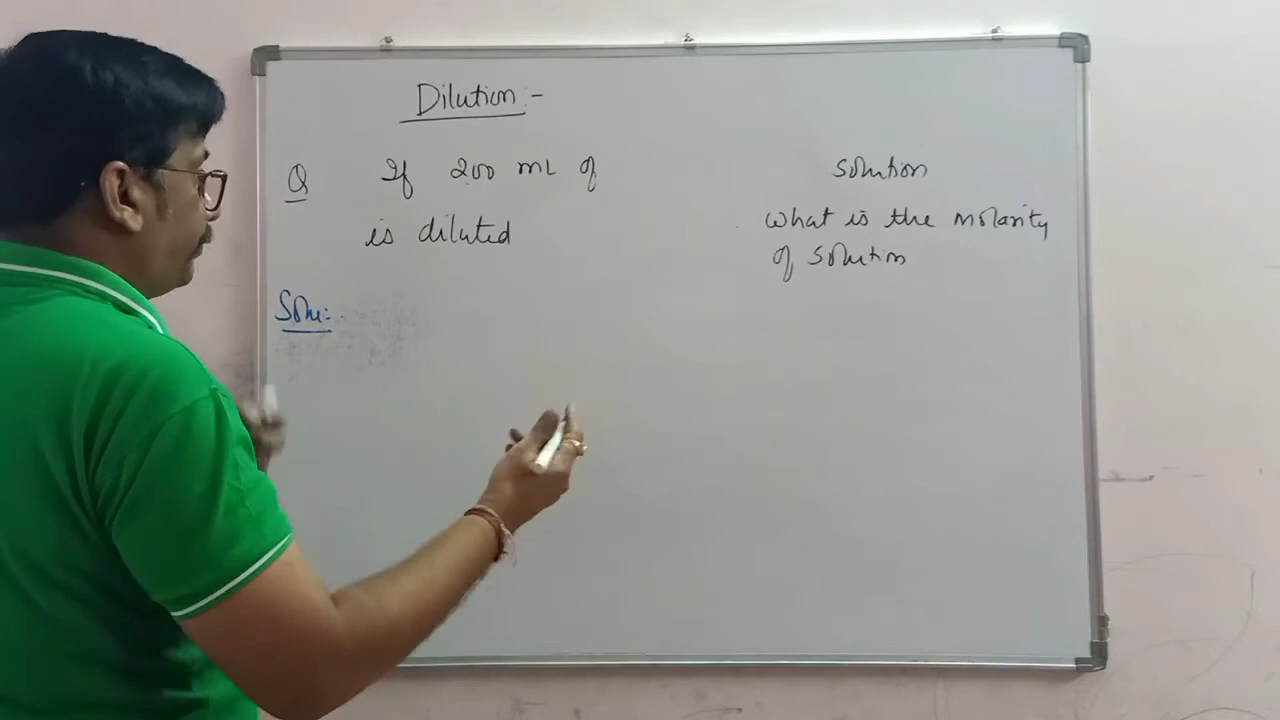 Dilution:-
Q If 200 mL of solution
is diluted what is the molarity
of solution
Soln:-